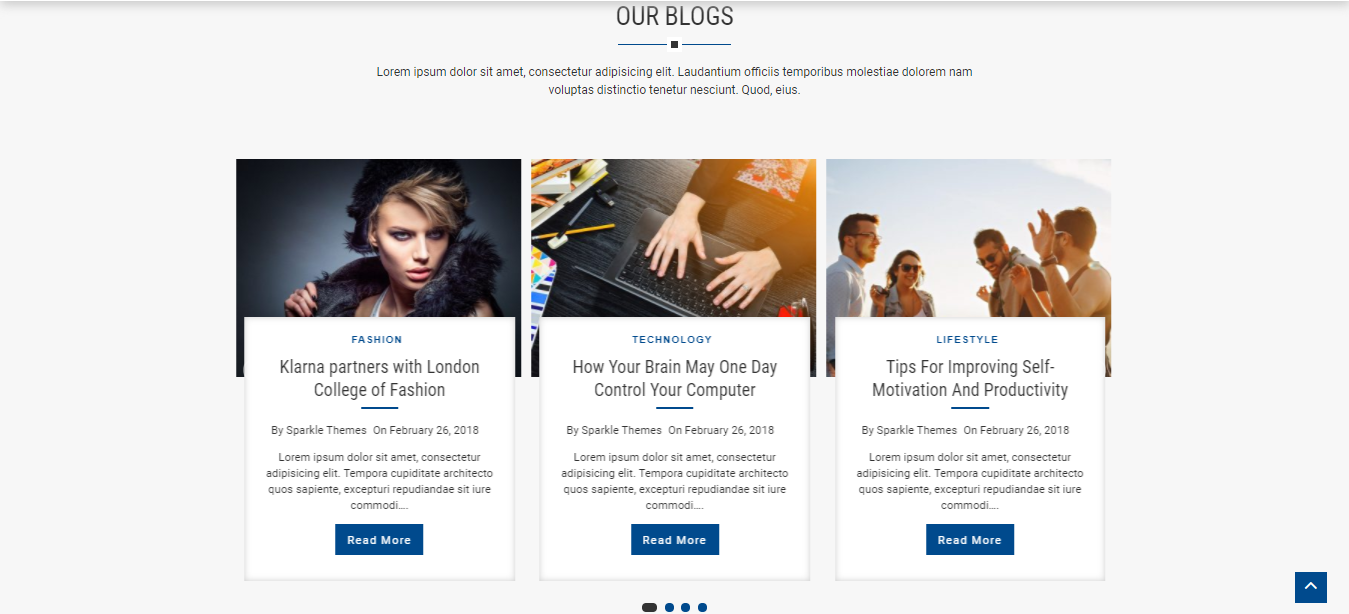 OUR BLOGS
Lorem ipsum dolor sit amet, consectetur adipisicing elit. Laudantium officiis temporibus molestiae dolorem nam
voluptas distinctio tenetur nesciunt. Quod, eius.
FASHION
Klarna partners with London
College of Fashion
By Sparkle Themes On February 26, 2018
Lorem ipsum dolor sit amet, consectetur
adipisicing elit. Tempora cupiditate architecto
quos sapiente, excepturi repudiandae sit iure
commodi....
Read More
TECHNOLOGY
How Your Brain May One Day
Control Your Computer
By Sparkle Themes On February 26, 2018
Lorem ipsum dolor sit amet, consectetur
adipisicing elit. Tempora cupiditate architecto
quos sapiente, excepturi repudiandae sit iure
commodi....
Read More
LIFESTYLE
Tips For Improving Self-
Motivation And Productivity
By Sparkle Themes On February 26, 2018
Lorem ipsum dolor sit amet, consectetur
adipisicing elit. Tempora cupiditate architecto
quos sapiente, excepturi repudiandae sit iure
commodi....
Read More